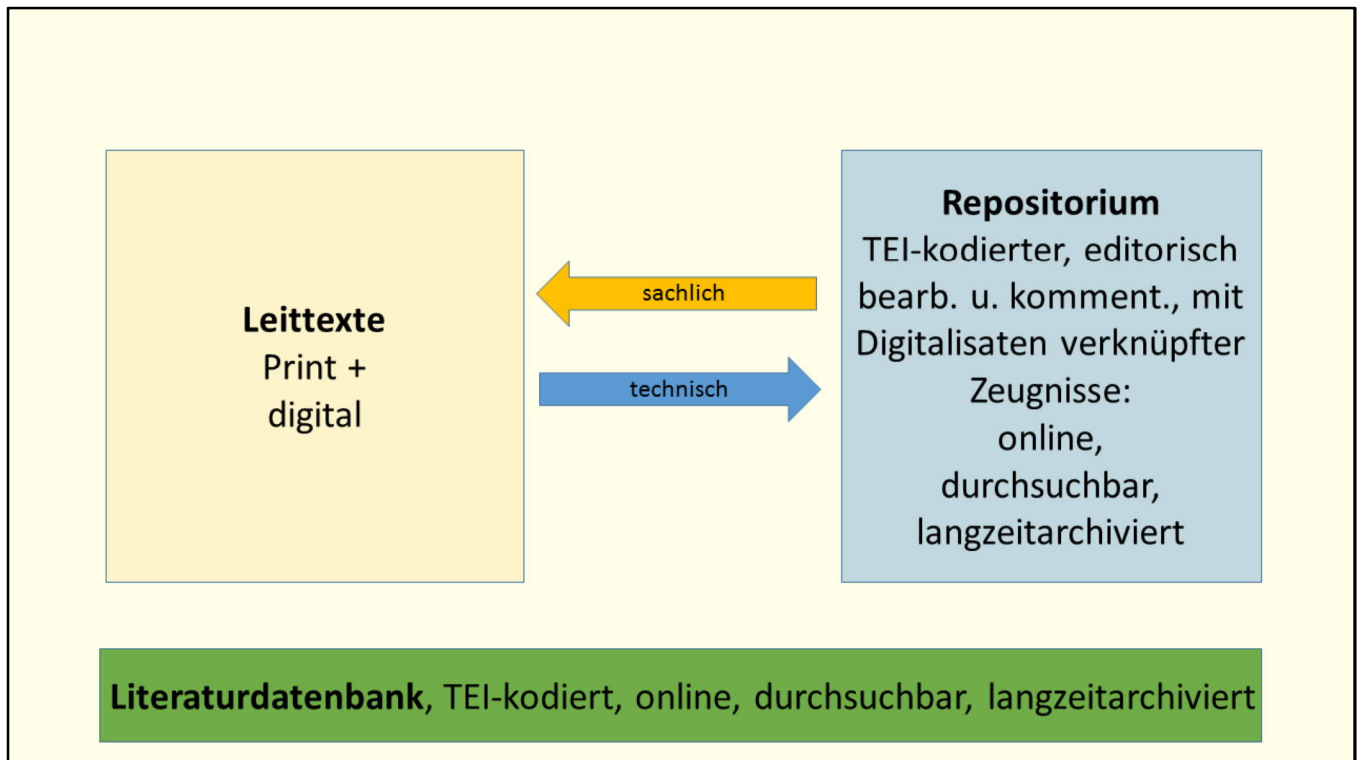 Leittexte
Print +
digital
sachlich
technisch
Repositorium
TEI-kodierter, editorisch
bearb. u. komment., mit
Digitalisaten verknüpfter
Zeugnisse:
online,
durchsuchbar,
langzeitarchiviert
Literaturdatenbank, TEI-kodiert, online, durchsuchbar, langzeitarchiviert